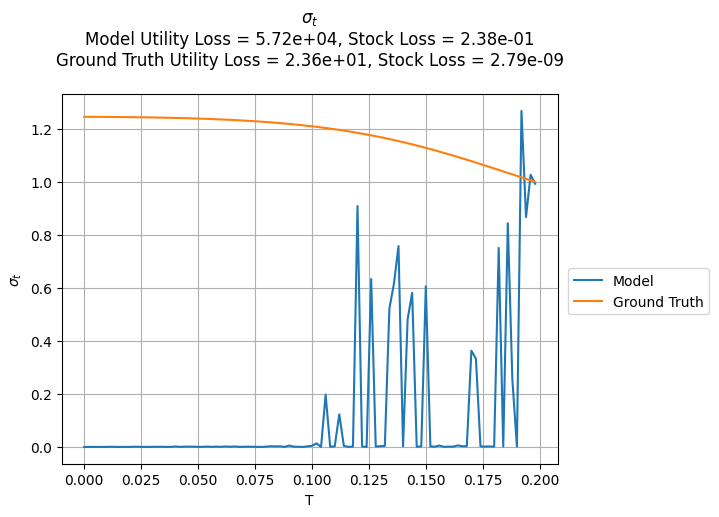 σt
Model Utility Loss = 5.72e+04, Stock Loss = 2.38e-01
Ground Truth Utility Loss = 2.36e+01, Stock Loss = 2.79e-09
1.2
1.0
0.8
0.6
0.4
0.2
0.0
σt
0.000 0.025 0.050 0.075 0.100 0.125 0.150 0.175 0.200
T
Model
Ground Truth